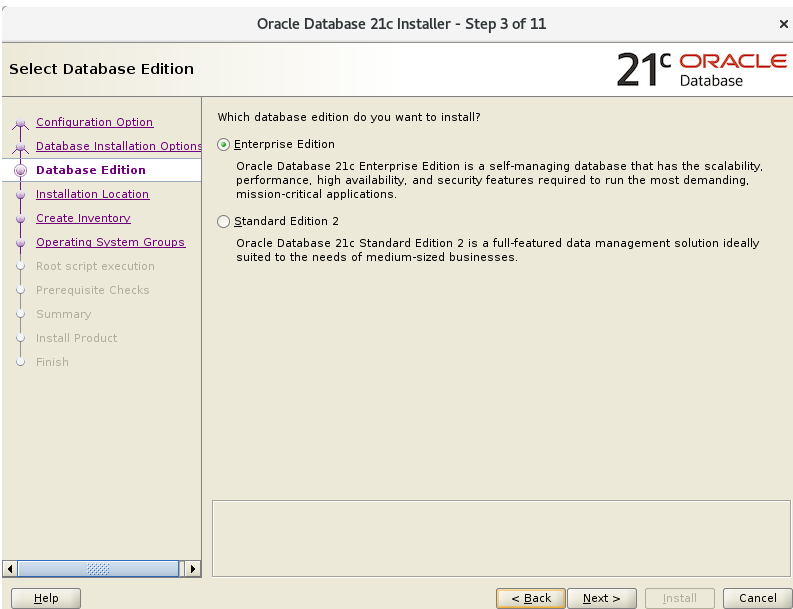 Oracle Database 21c Installer - Step 3 of 11
×
Select Database Edition
21c ORACLE
Database
Configuration Option
Database Installation Options
Database Edition
Installation Location
Create Inventory
Operating System Groups
Root script execution
Prerequisite Checks
Summary
Install Product
Finish
Which database edition do you want to install?
Enterprise Edition
Oracle Database 21c Enterprise Edition is a self-managing database that has the scalability,
performance, high availability, and security features required to run the most demanding,
mission-critical applications.
Standard Edition 2
Oracle Database 21c Standard Edition 2 is a full-featured data management solution ideally
suited to the needs of medium-sized businesses.
Help
< Back
Next >
Install
Cancel